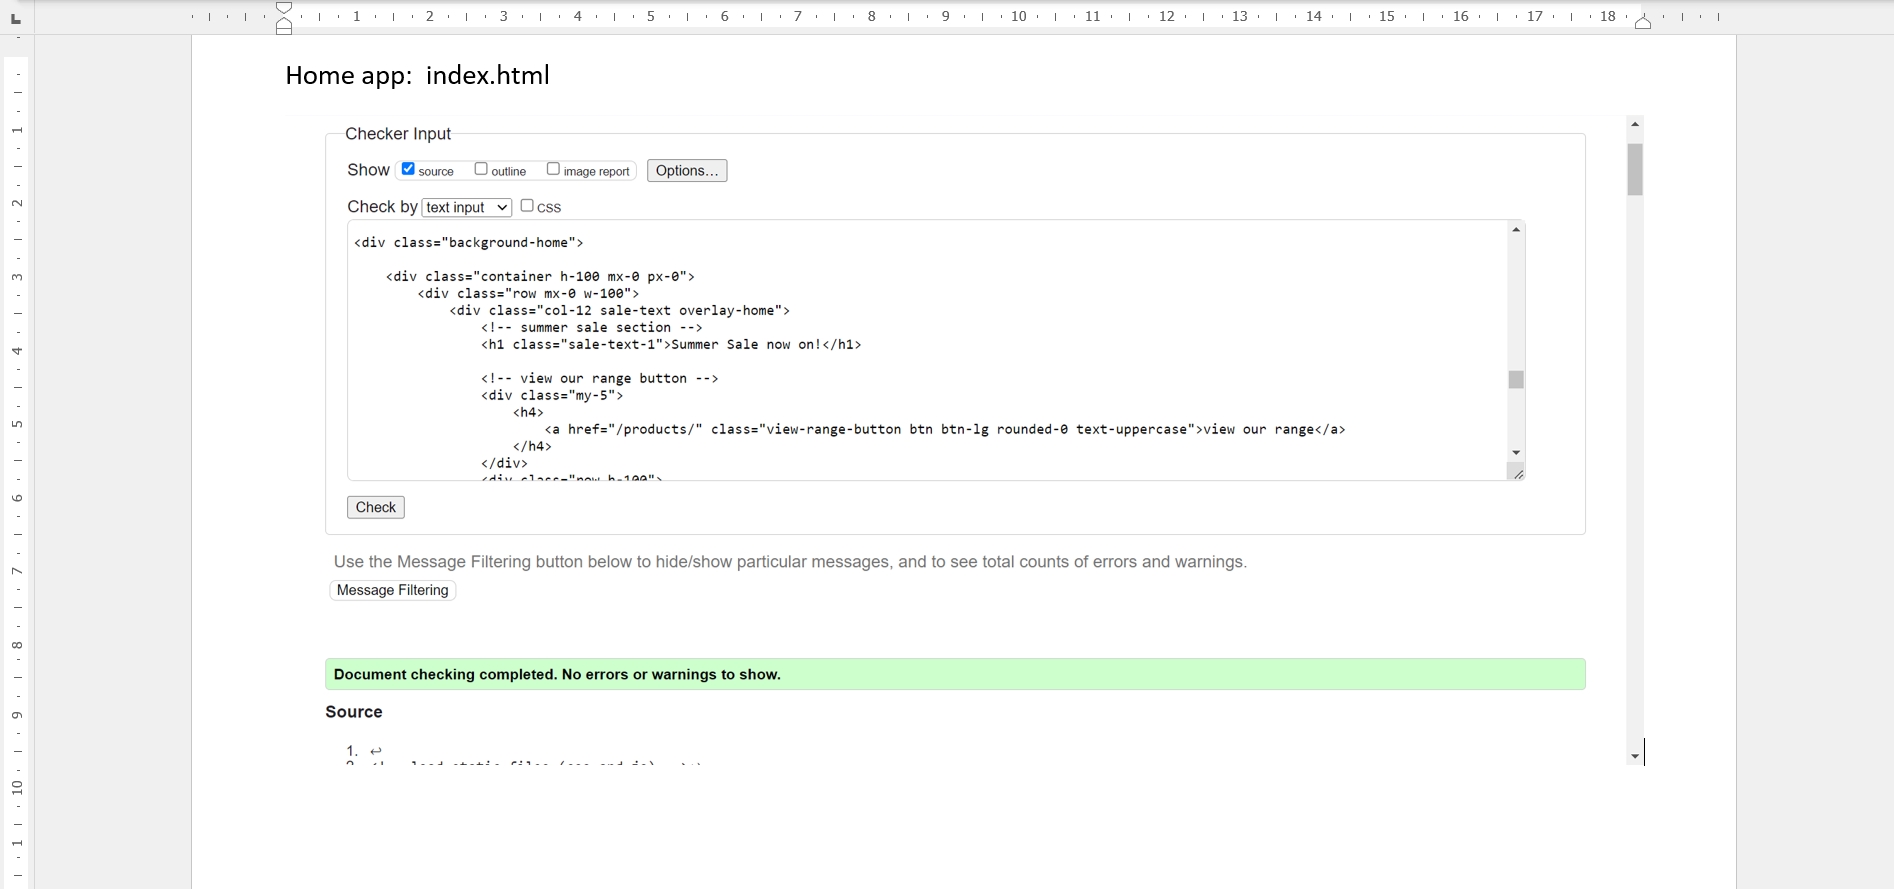 1 2 3 4 5 6 7 8 9 10 11 12 13 14 15 16 17 18
1
2
3
4
5
6
7
8
9
10
1
Home app:  index.html
Checker Input
Show source outline image report Options...
Check by text input CSS
<div class="background-home">
<div class="container h-100 mx-0 px-0">
<div class="row mx-0 w-100">
<div class="col-12 sale-text overlay-home">
<!-- summer sale section -->
<h1 class="sale-text-1">Summer Sale now on!</h1>
<!-- view our range button -->
<div class="my-5">
<h4>
<a href="/products/" class="view-range-button btn btn-lg rounded-0 text-uppercase">view our range</a>
</h4>
</div>
<div class="row h-100">
Check
Use the Message Filtering button below to hide/show particular messages, and to see total counts of errors and warnings.
Message Filtering
Document checking completed. No errors or warnings to show.
Source
1. ↩